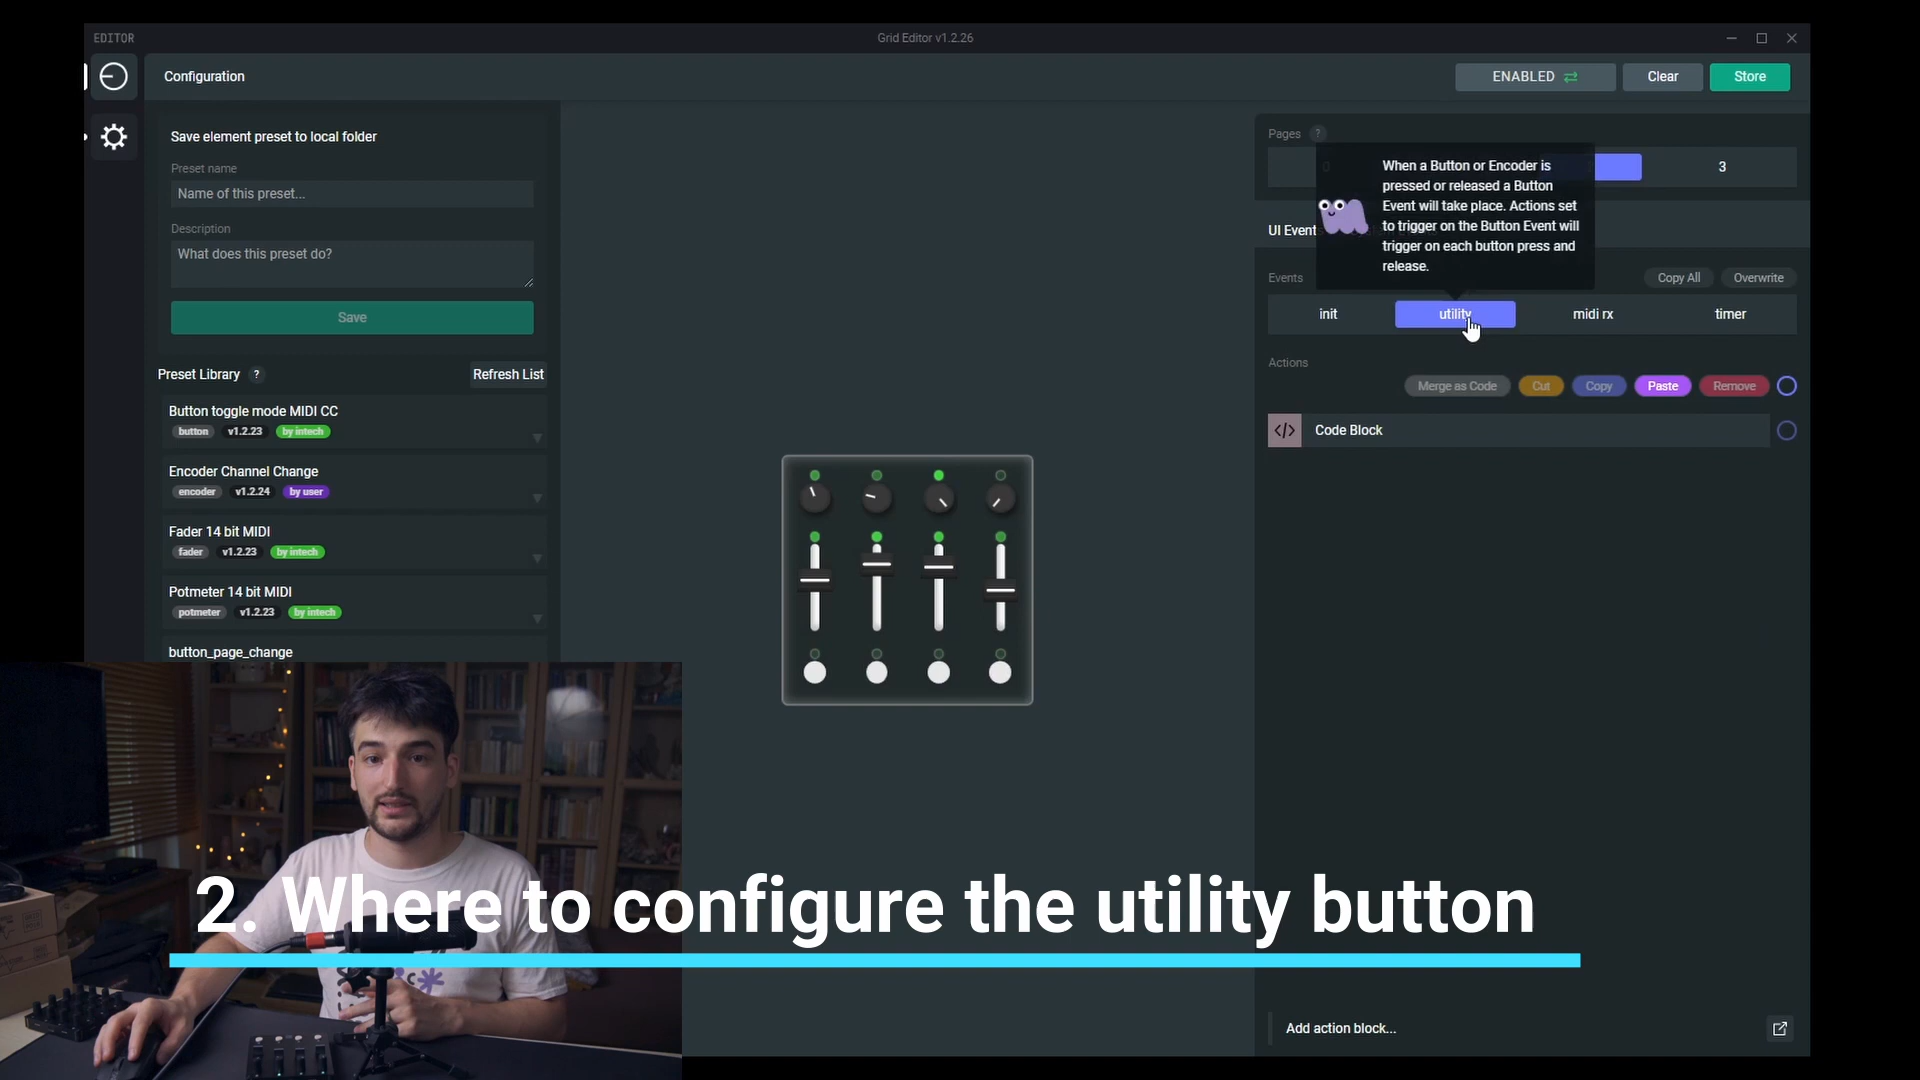 EDITOR
Grid Editor v1.2.26
Configuration
ENABLED
Clear
Store
Save element preset to local folder
Preset name
Name of this preset...
Description
What does this preset do?
Save
Preset Library ?
Refresh List
Button toggle mode MIDI CC
button v1.2.23 by intech
Encoder Channel Change
encoder v1.2.24 by user
Fader 14 bit MIDI
fader v1.2.23 by intech
Potmeter 14 bit MIDI
potmeter v1.2.23 by intech
button_page_change
Pages ?
3
When a Button or Encoder is
pressed or released a Button
Event will take place. Actions set
to trigger on the Button Event will
trigger on each button press and
release.
UI Event
Events
Copy All
Overwrite
init
utility
midi rx
timer
Actions
Merge as Code
Cut
Copy
Paste
Remove
</> Code Block
Add action block...
2. Where to configure the utility button